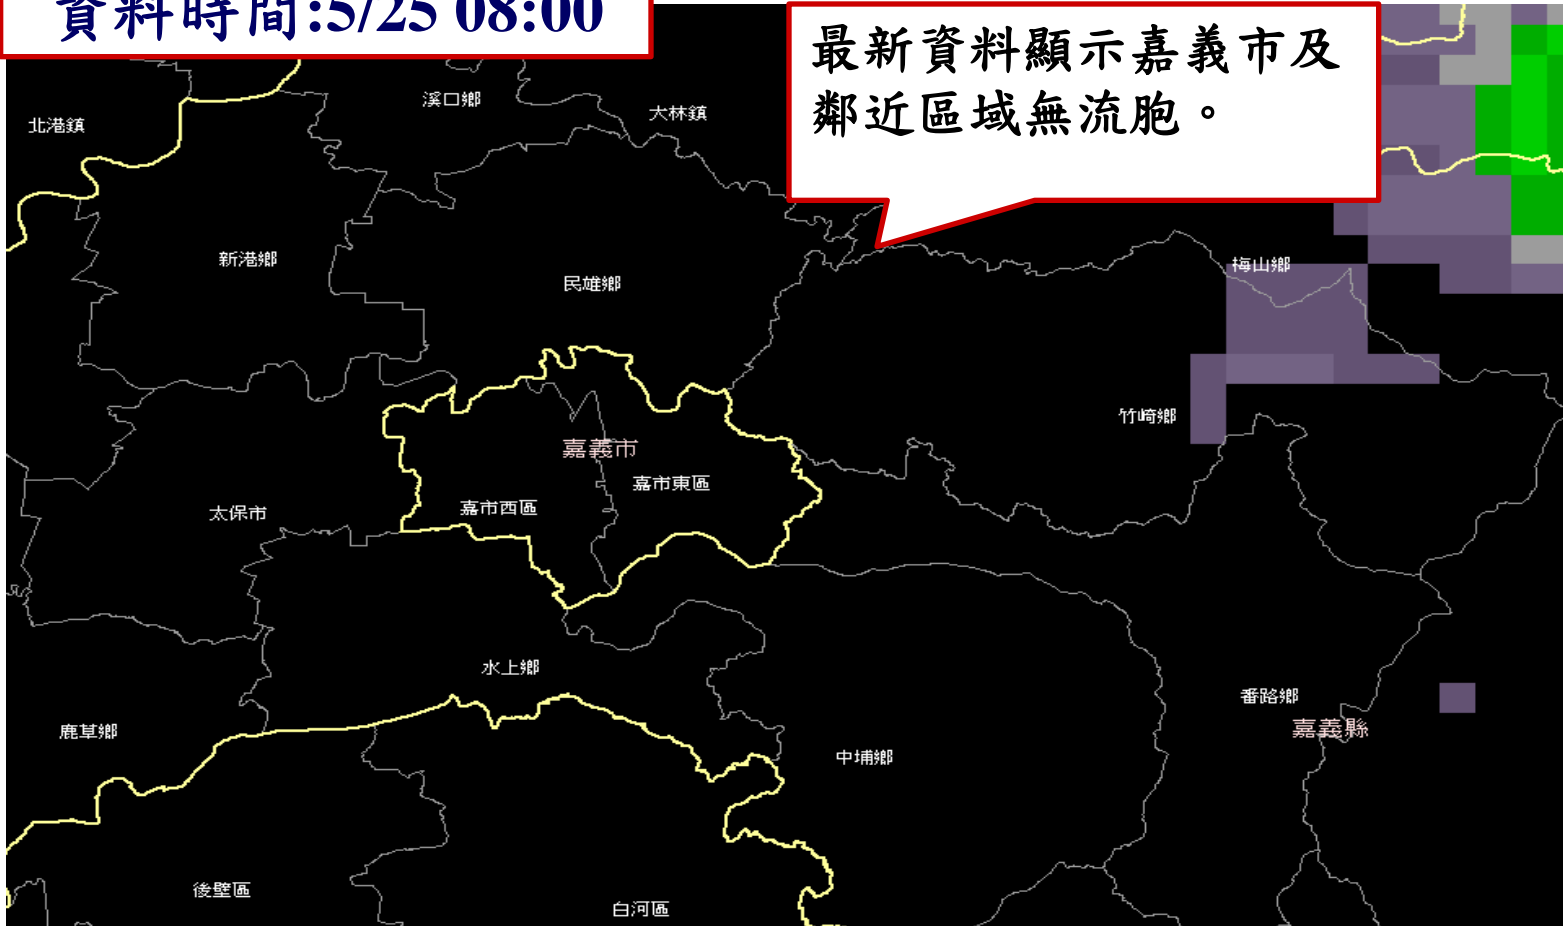 資料時間:5/25 08:00
最新資料顯示嘉義市及
鄰近區域無流胞。
溪口鄉
大林鎮
北港鎮
新港鄉
民雄鄉
梅山鄉
竹崎鄉
嘉義市
嘉市東區
嘉市西區
太保市
水上鄉
番路鄉
嘉義縣
鹿草鄉
中埔鄉
後壁區
白河區